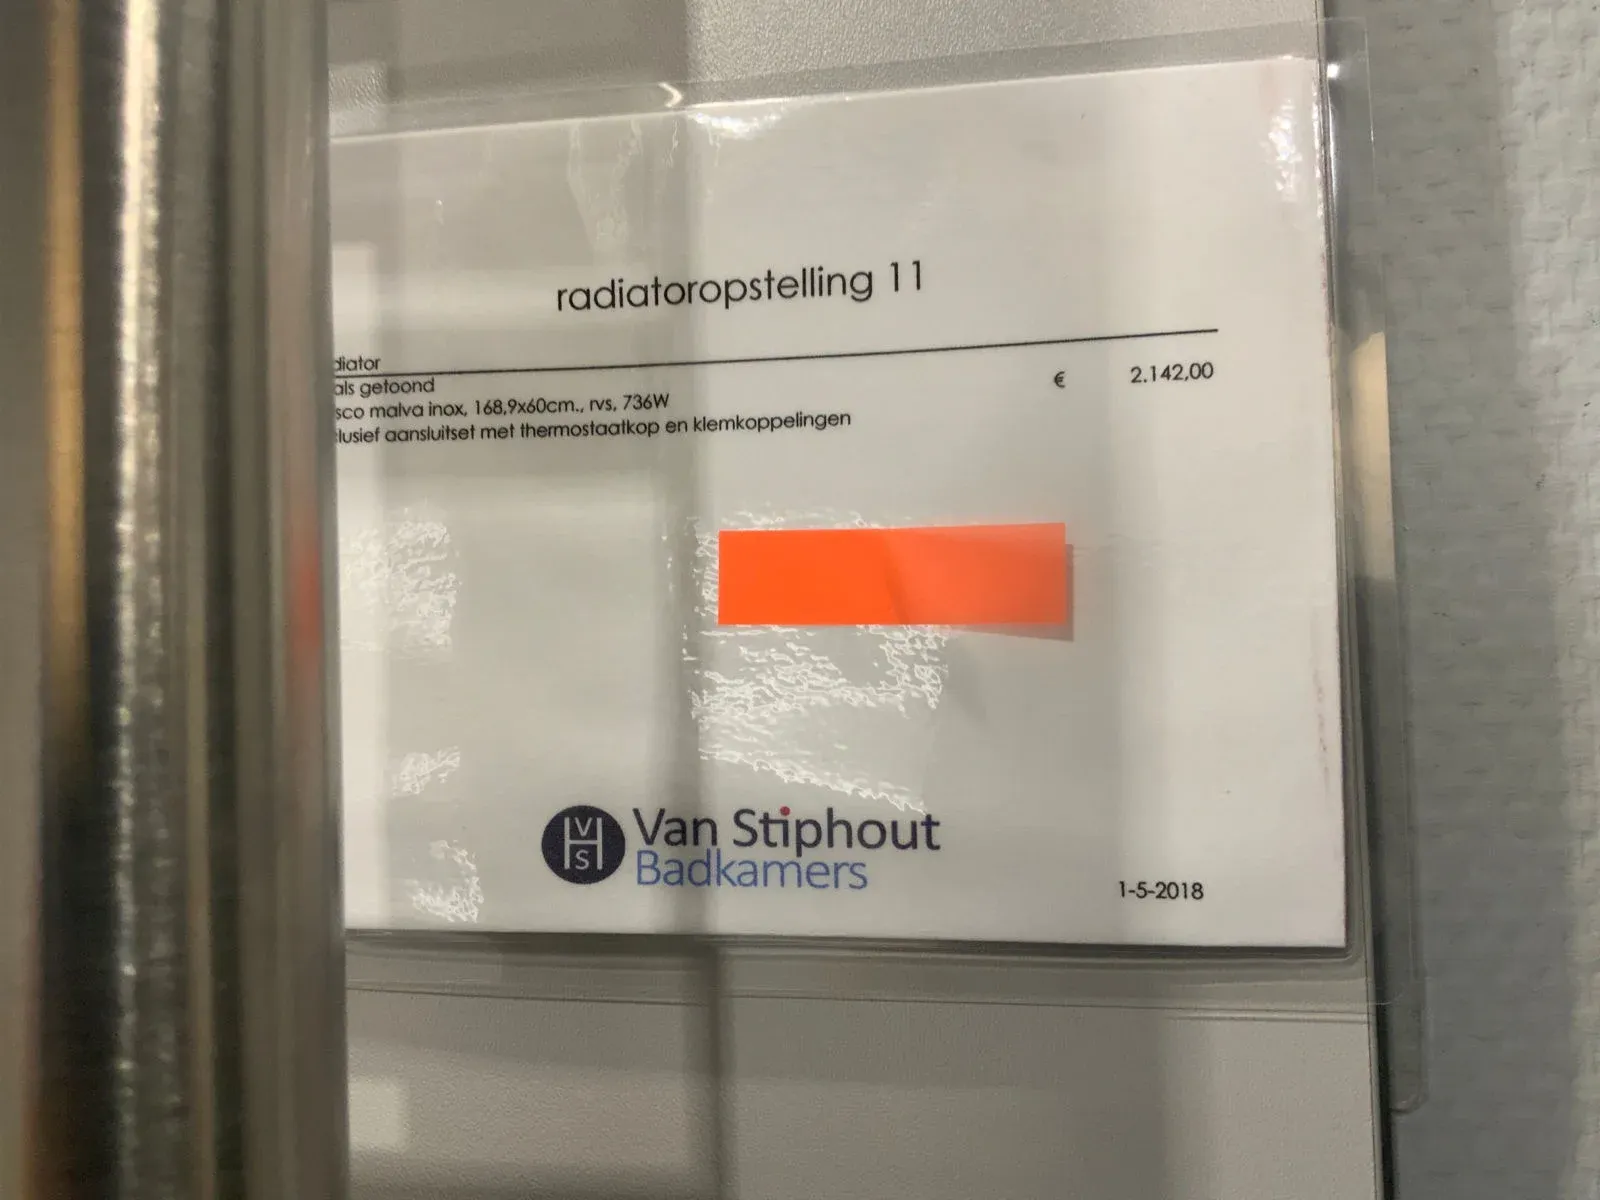 radiatoropstelling 11
diator
als getoond € 2.142,00
sco malva inox, 168,9x60cm., rvs, 736W
lusief aansluitset met thermostaatkop en klemkoppelingen
VHS
Van Stiphout
Badkamers
1-5-2018